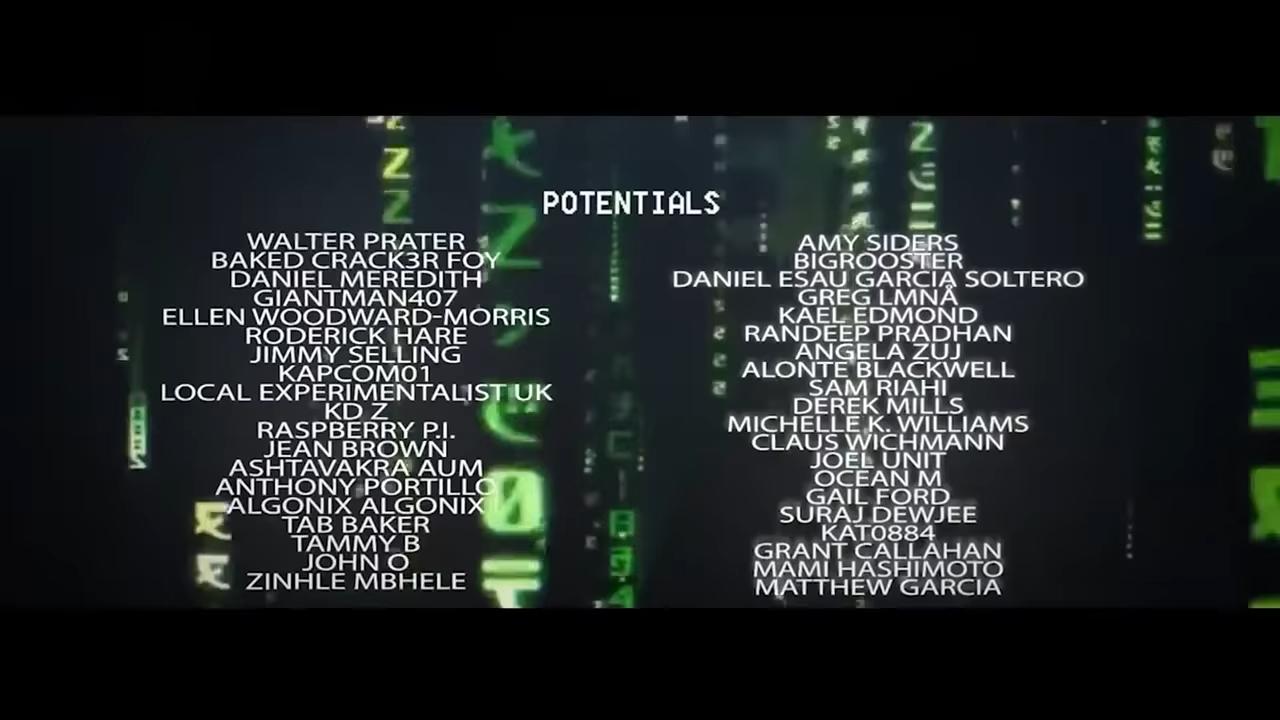 POTENTIALS
WALTER PRATER
BAKED CRACK3R FOY
DANIEL MEREDITH
GIANTMAN407
ELLEN WOODWARD-MORRIS
RODERICK HARE
JIMMY SELLING
KAPCOM01
LOCAL EXPERIMENTALIST UK
KD Z
RASPBERRY P.I.
JEAN BROWN
ASHTAVAKRA AUM
ANTHONY PORTILLO
ALGONIX ALGONIX
TAB BAKER
TAMMY B
JOHN O
ZINHLE MBHELE
AMY SIDERS
BIGROOSTER
DANIEL ESAU GARCIA SOLTERO
GREG LMNÅ
KAEL EDMOND
RANDEEP PRADHAN
ANGELA ZUJ
ALONTE BLACKWELL
SAM RIAHI
DEREK MILLS
MICHELLE K. WILLIAMS
CLAUS WICHMANN
JOEL UNIT
OCEAN M
GAIL FORD
SURAJ DEWJEE
KAT0884
GRANT CALLAHAN
MAMI HASHIMOTO
MATTHEW GARCIA